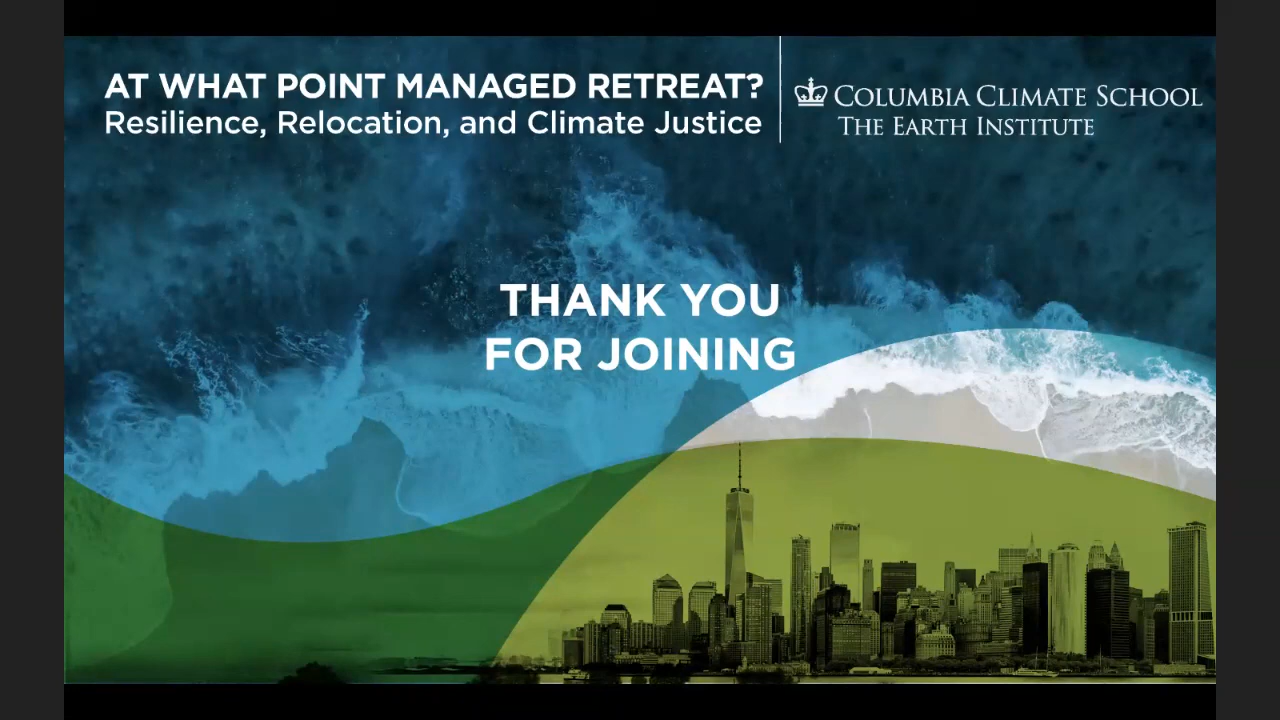 AT WHAT POINT MANAGED RETREAT?
Resilience, Relocation, and Climate Justice
COLUMBIA CLIMATE SCHOOL
THE EARTH INSTITUTE
THANK YOU
FOR JOINING